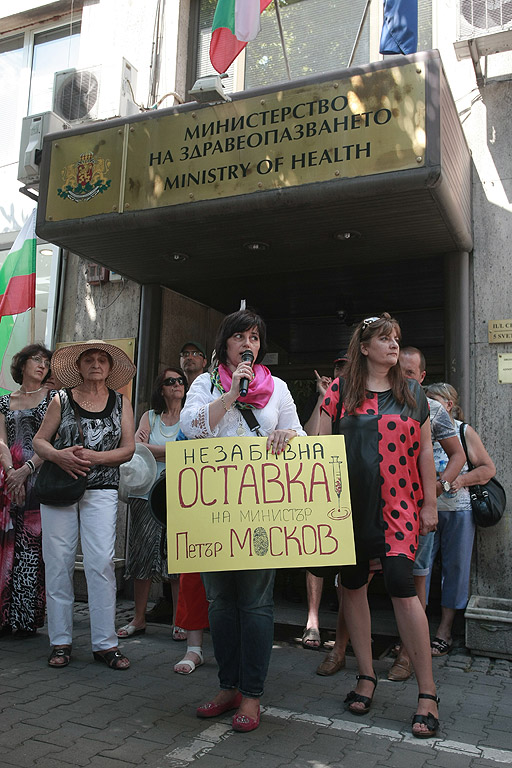 МИНИСТЕРСТВО
НА ЗДРАВЕОПАЗВАНЕТО
MINISTRY OF HEALTH
НЕЗАБАВНА
ОСТАВКА!
НА МИНИСТЪР
ПЕТЪР МОСКОВ